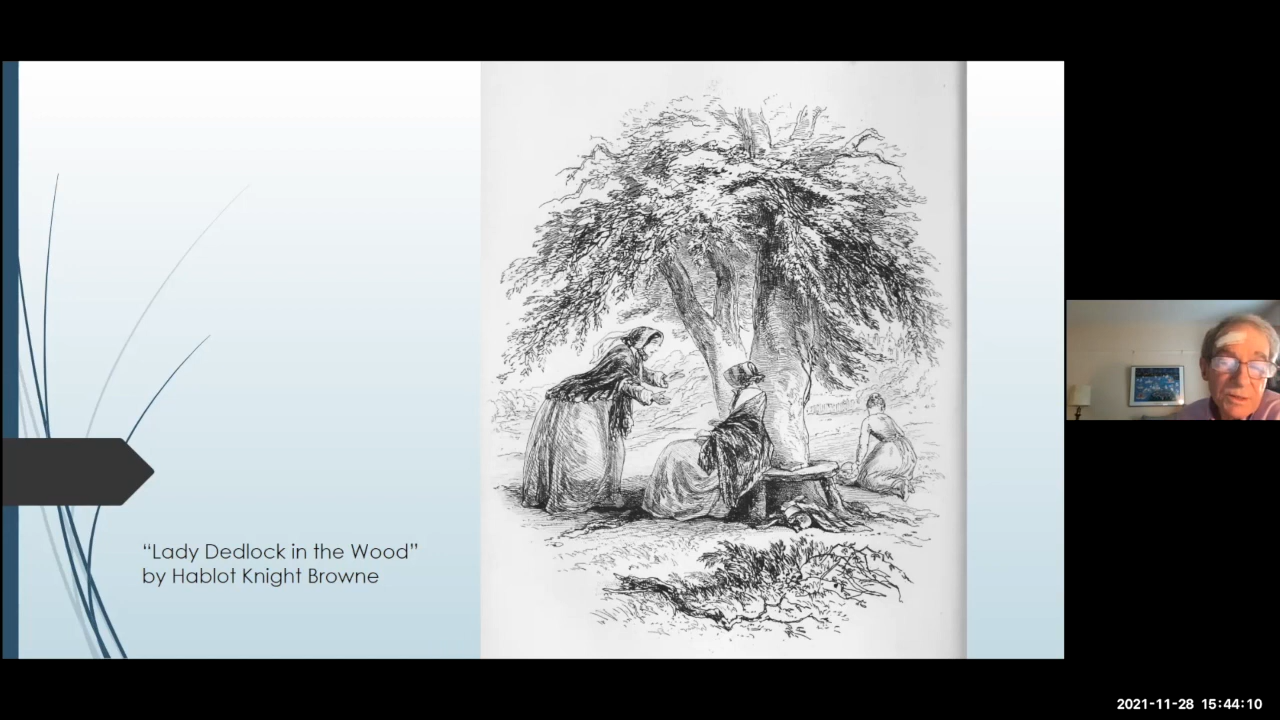 “Lady Dedlock in the Wood”
by Hablot Knight Browne
2021-11-28 15:44:10